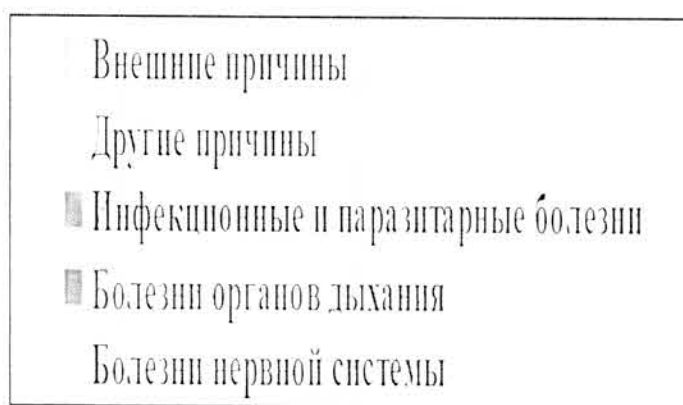 Внешние причины
Другие причины
Инфекционные и паразитарные болезни
Болезни органов дыхания
Болезни нервной системы